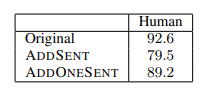 Human
Original 92.6
ADDSENT 79.5
ADDONESENT 89.2